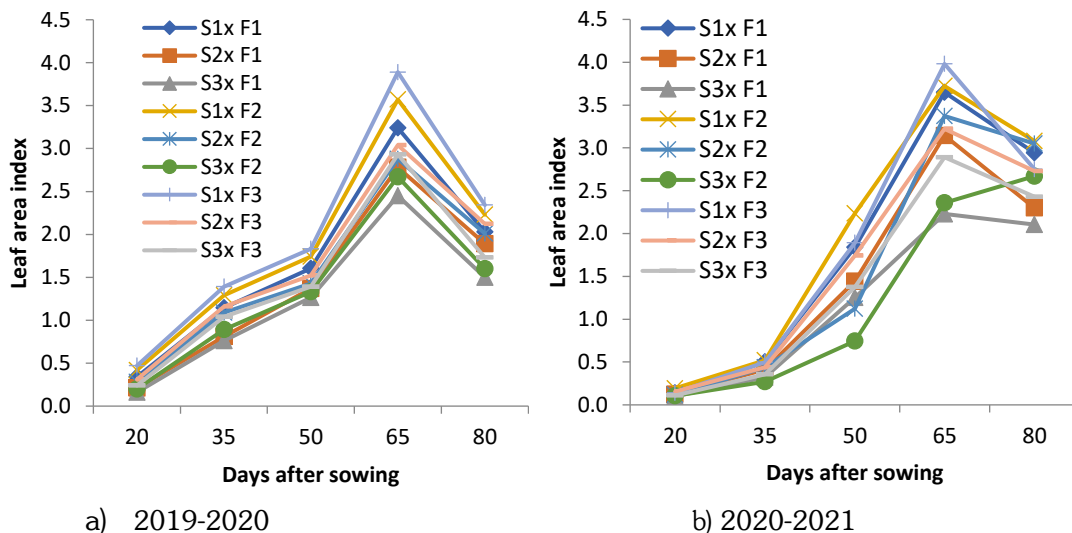 4.5
4.0
3.5
3.0
2.5
2.0
1.5
1.0
0.5
0.0
Leaf area index
S1x F1
S2x F1
S3x F1
S1x F2
S2x F2
S3x F2
S1x F3
S2x F3
S3x F3
20 35 50 65 80
Days after sowing
a) 2019-2020
4.5
4.0
3.5
3.0
2.5
2.0
1.5
1.0
0.5
0.0
Leaf area index
S1x F1
S2x F1
S3x F1
S1x F2
S2x F2
S3x F2
S1x F3
S2x F3
S3x F3
20 35 50 65 80
Days after sowing
b) 2020-2021